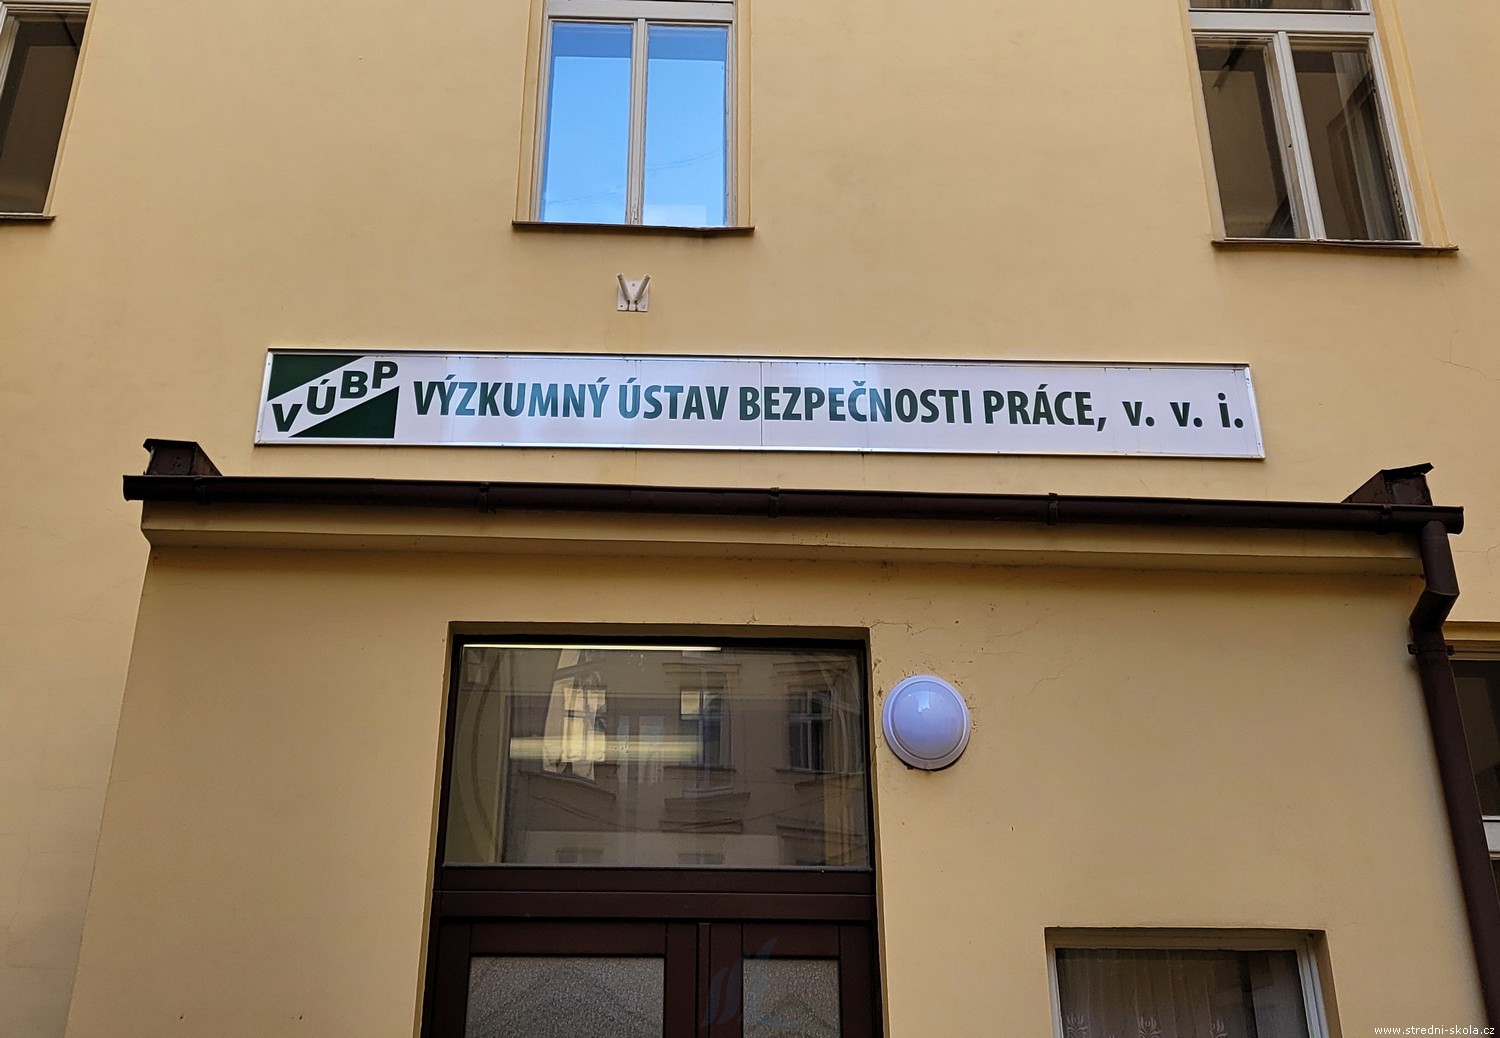 VÚBP VÝZKUMNÝ ÚSTAV BEZPEČNOSTI PRÁCE, v. v. i.
www.stredni-skola.cz